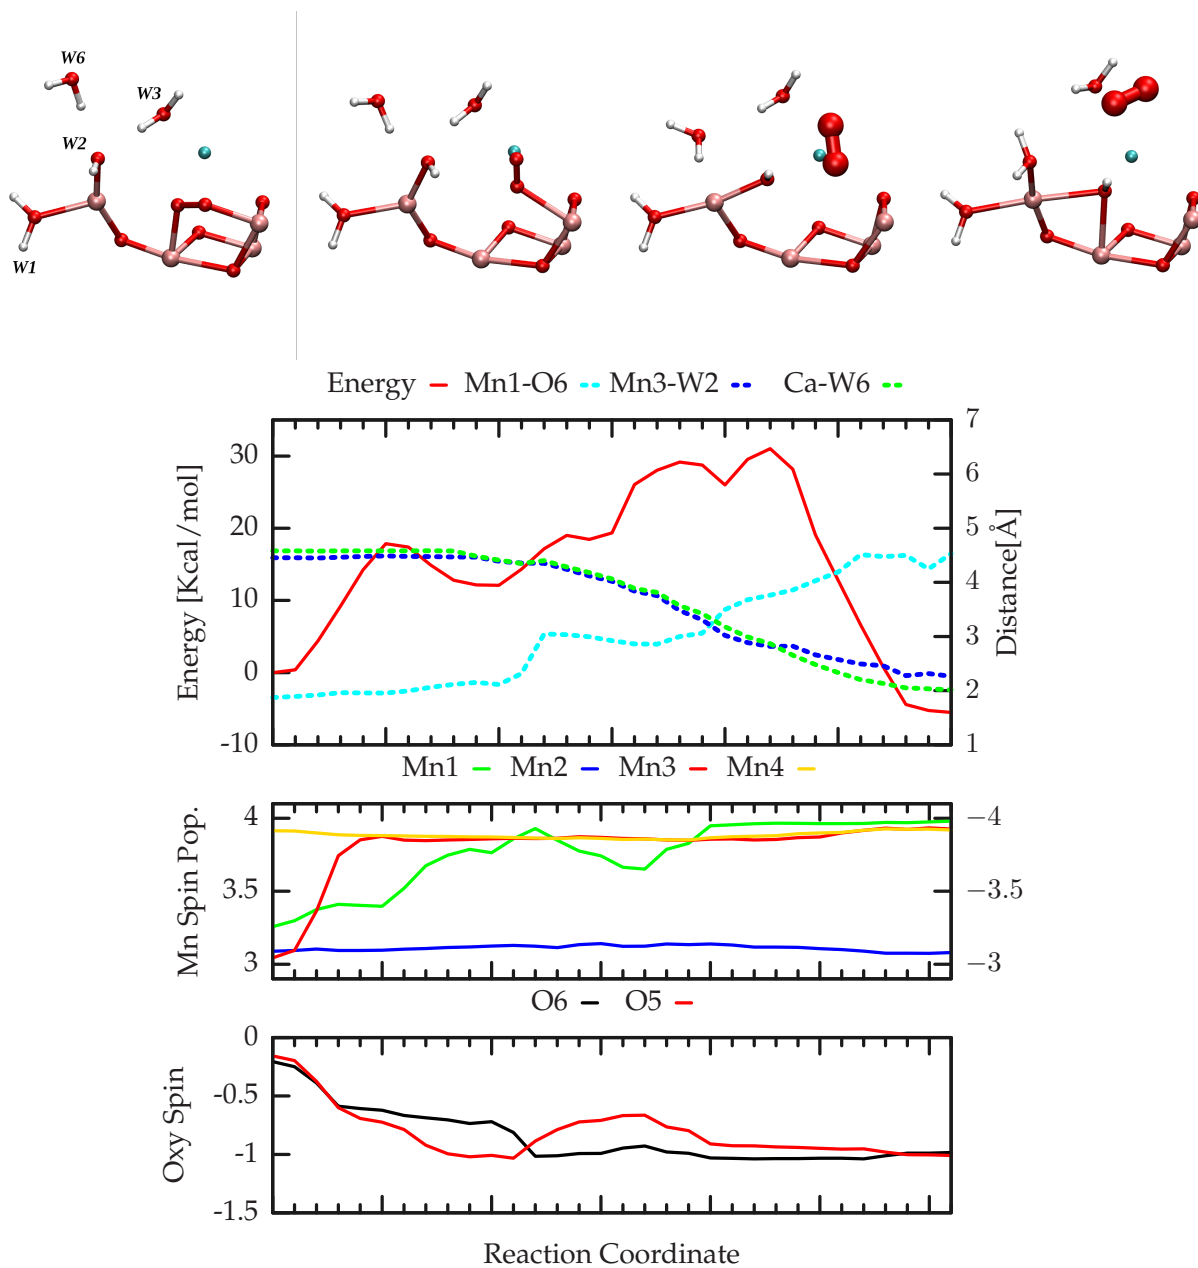 W6
W3
W2
W1
Energy Mn1-O6 Mn3-W2 Ca-W6
30
20
10
0
-10
Energy [Kcal/mol]
7
6
5
4
3
2
1
Distance[Å]
Mn1 Mn2 Mn3 Mn4
4
3.5
3
Mn Spin Pop.
−4
−3.5
−3
O6 O5
0
-0.5
-1
-1.5
Oxy Spin
Reaction Coordinate